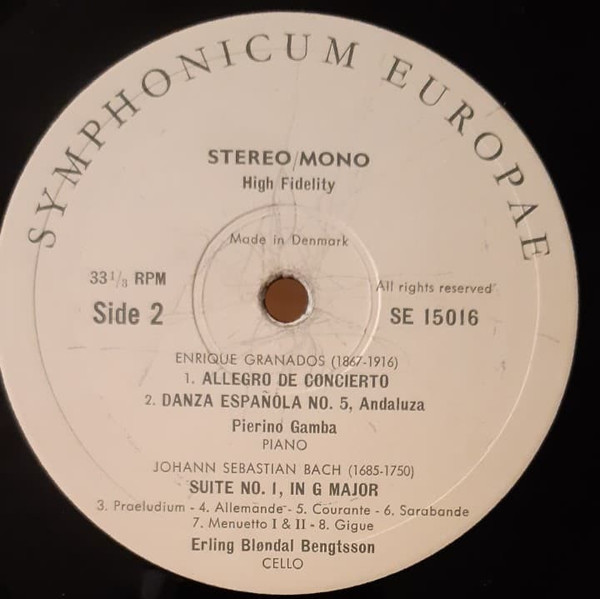 SYMPHONICUM EUROPAE
STEREO/MONO
High Fidelity
Made in Denmark
33 1/3 RPM
All rights reserved
Side 2
SE 15016
ENRIQUE GRANADOS (1867-1916)
1. ALLEGRO DE CONCIERTO
2. DANZA ESPAÑOLA NO. 5, Andaluza
Pierino Gamba
PIANO
JOHANN SEBASTIAN BACH (1685-1750)
SUITE NO. I, IN G MAJOR
3. Praeludium - 4. Allemande - 5. Courante - 6. Sarabande
7. Menuetto I & II - 8. Gigue
Erling Bløndal Bengtsson
CELLO